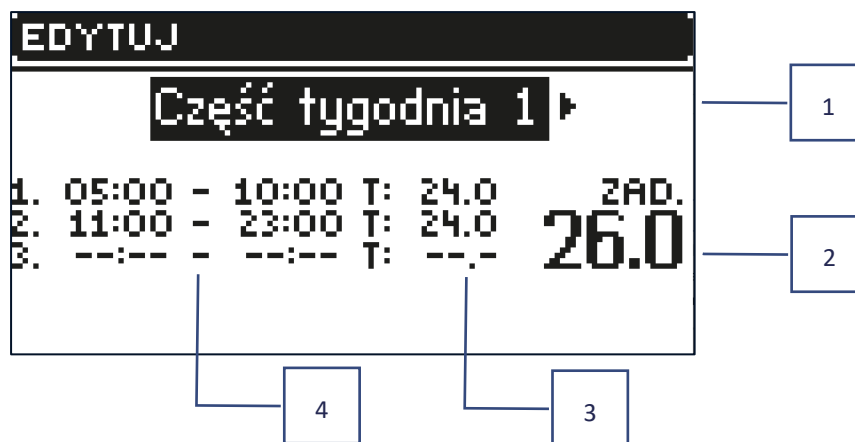 EDYTUJ
Część tygodnia 1
1. 05:00 - 10:00 T: 24.0 ZAD.
2. 11:00 - 23:00 T: 24.0 26.0
3. --:-- - --:-- T: --.-
1
2
4
3